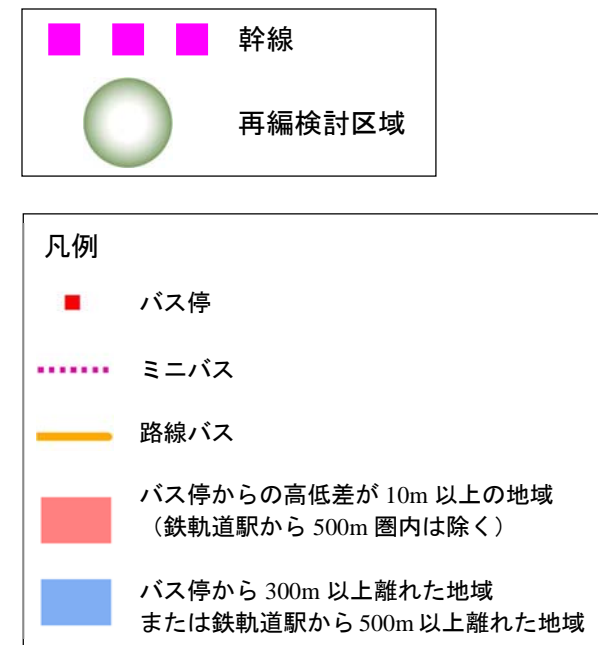 幹線
再編検討区域
凡例
バス停
ミニバス
路線バス
バス停からの高低差が 10m 以上の地域
（鉄軌道駅から 500m 圏内は除く）
バス停から 300m 以上離れた地域
または鉄軌道駅から 500m 以上離れた地域